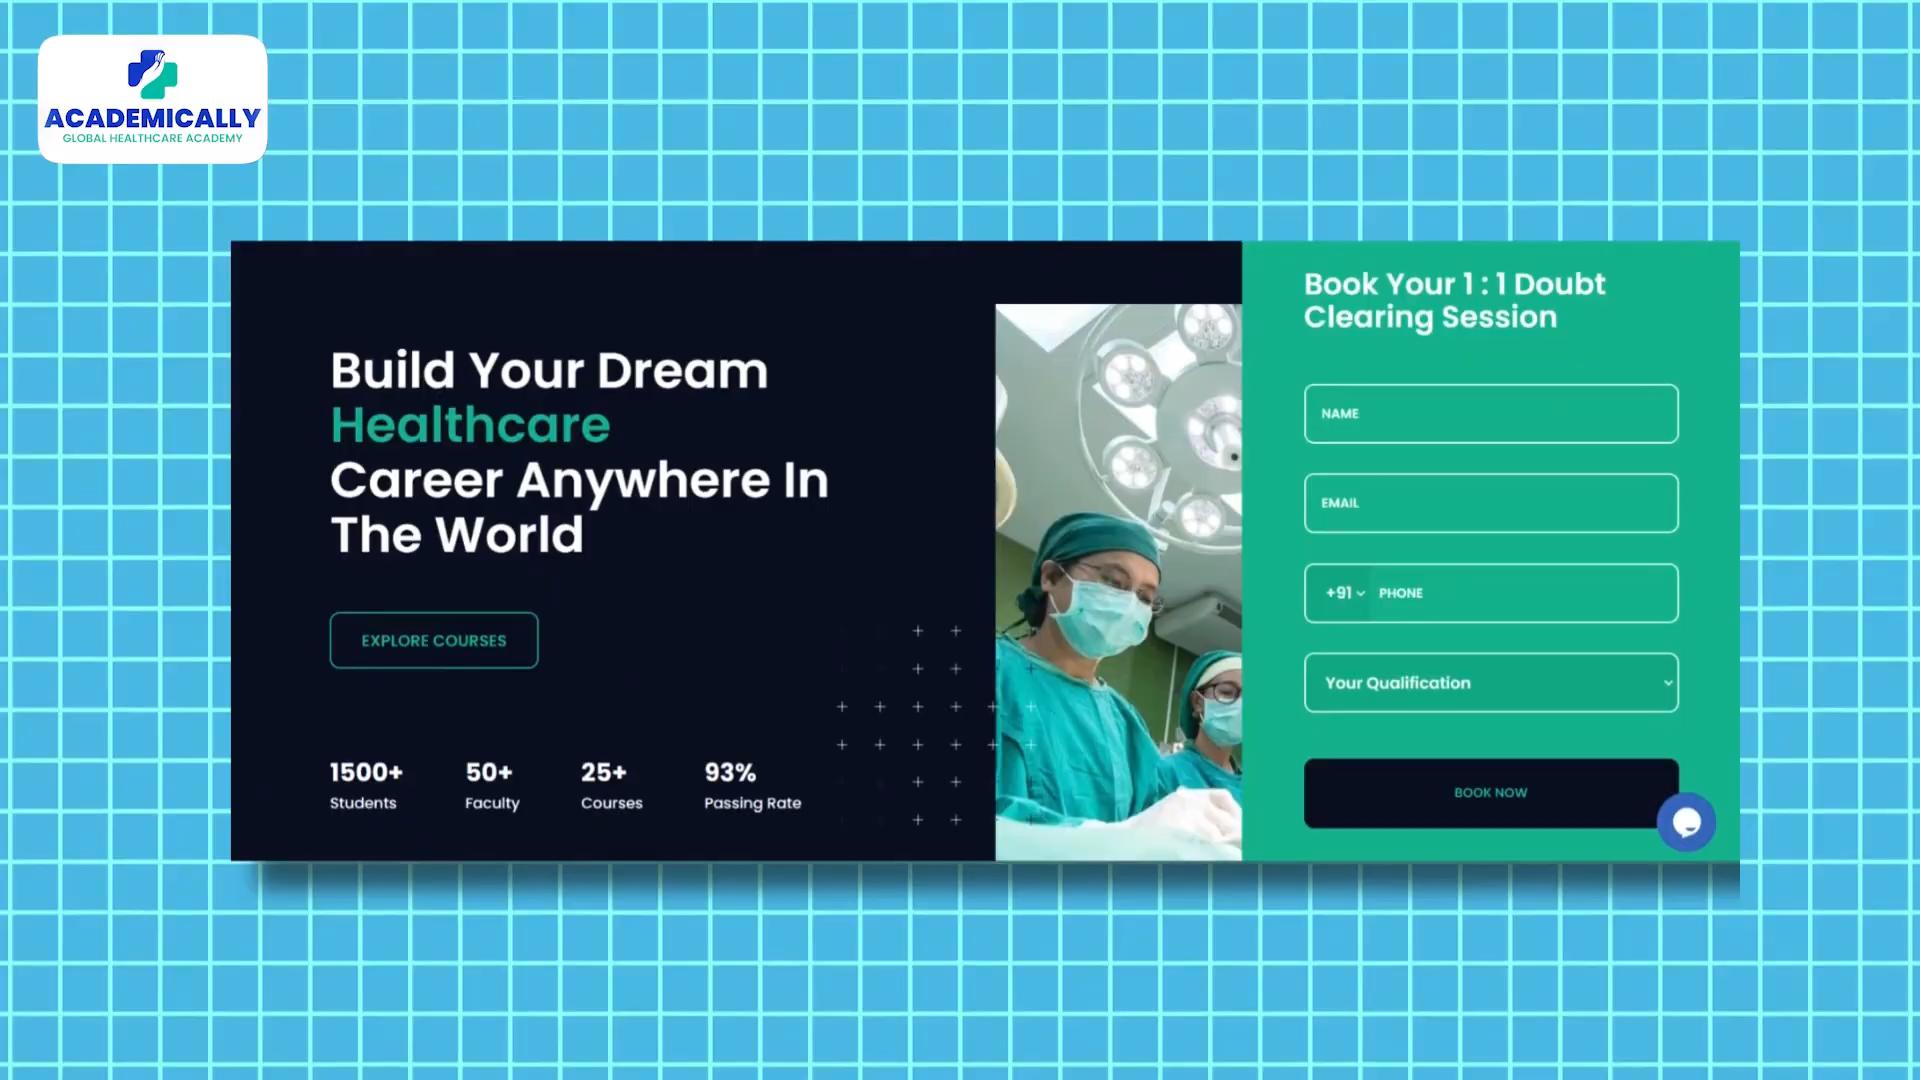 ACADEMICALLY
GLOBAL HEALTHCARE ACADEMY
Build Your Dream
Healthcare
Career Anywhere In
The World
EXPLORE COURSES
1500+
Students
50+
Faculty
25+
Courses
93%
Passing Rate
Book Your 1 : 1 Doubt
Clearing Session
NAME
EMAIL
+91 PHONE
Your Qualification
BOOK NOW